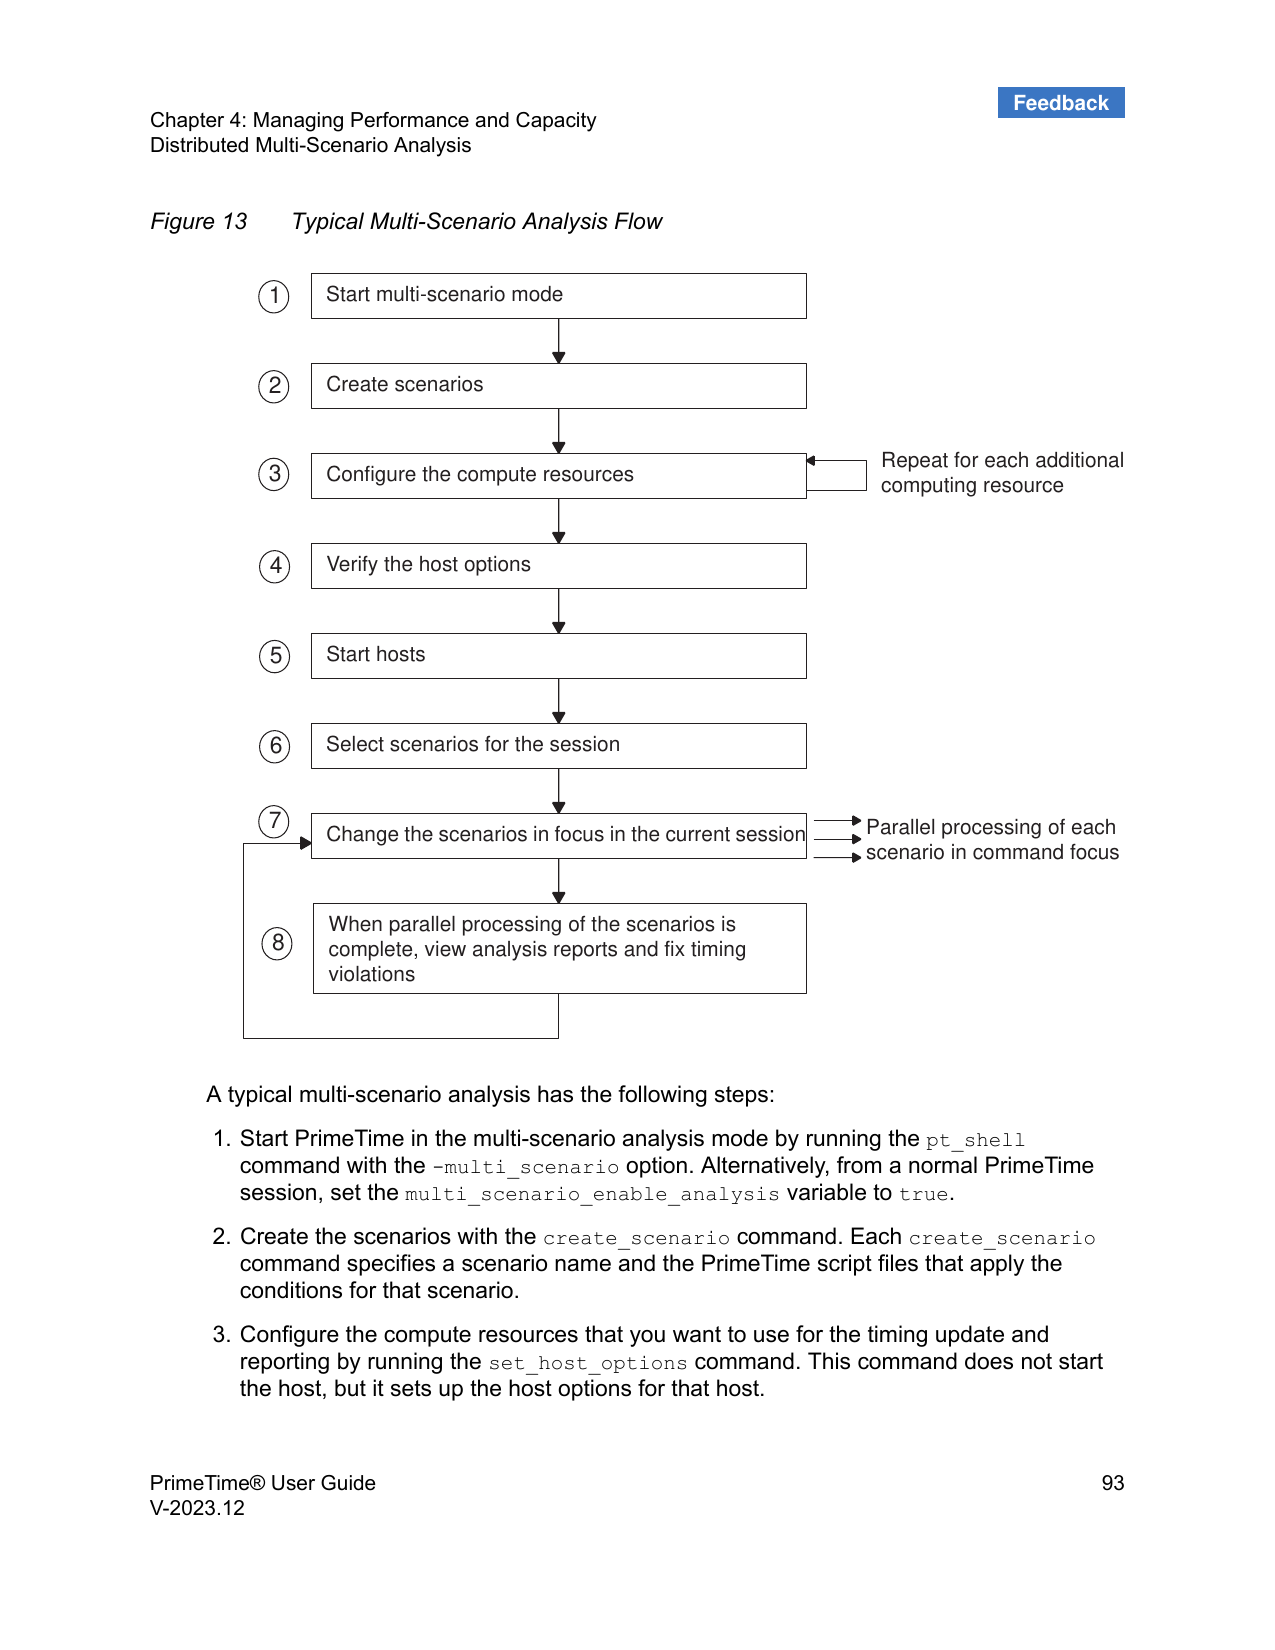 Feedback
Chapter 4: Managing Performance and Capacity
Distributed Multi-Scenario Analysis
Figure 13 Typical Multi-Scenario Analysis Flow
1 Start multi-scenario mode
2 Create scenarios
3 Configure the compute resources
Repeat for each additional
computing resource
4 Verify the host options
5 Start hosts
6 Select scenarios for the session
7 Change the scenarios in focus in the current session
Parallel processing of each
scenario in command focus
8 When parallel processing of the scenarios is
complete, view analysis reports and fix timing
violations
A typical multi-scenario analysis has the following steps:
1. Start PrimeTime in the multi-scenario analysis mode by running the pt_shell
command with the -multi_scenario option. Alternatively, from a normal PrimeTime
session, set the multi_scenario_enable_analysis variable to true.
2. Create the scenarios with the create_scenario command. Each create_scenario
command specifies a scenario name and the PrimeTime script files that apply the
conditions for that scenario.
3. Configure the compute resources that you want to use for the timing update and
reporting by running the set_host_options command. This command does not start
the host, but it sets up the host options for that host.
PrimeTime® User Guide 93
V-2023.12